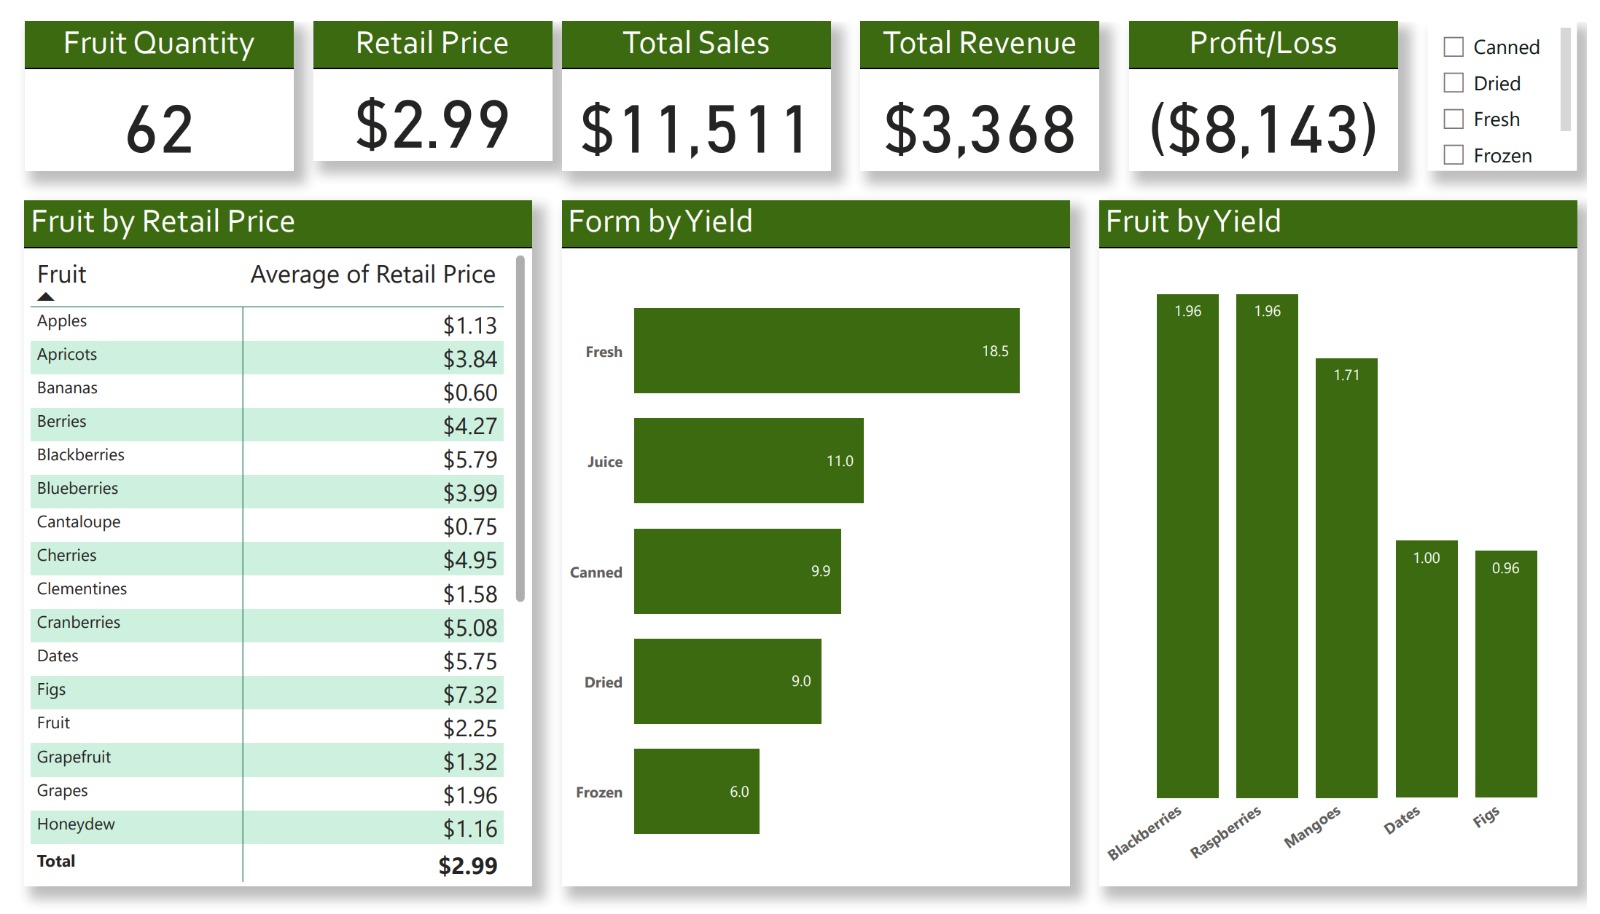 Fruit Quantity
62
Retail Price
$2.99
Total Sales
$11,511
Total Revenue
$3,368
Profit/Loss
($8,143)
Canned
Dried
Fresh
Frozen
Fruit by Retail Price
Fruit Average of Retail Price
Apples $1.13
Apricots $3.84
Bananas $0.60
Berries $4.27
Blackberries $5.79
Blueberries $3.99
Cantaloupe $0.75
Cherries $4.95
Clementines $1.58
Cranberries $5.08
Dates $5.75
Figs $7.32
Fruit $2.25
Grapefruit $1.32
Grapes $1.96
Honeydew $1.16
Total $2.99
Form by Yield
Fresh 18.5
Juice 11.0
Canned 9.9
Dried 9.0
Frozen 6.0
Fruit by Yield
1.96 1.96 1.71 1.00 0.96
Blackberries Raspberries Mangoes Dates Figs